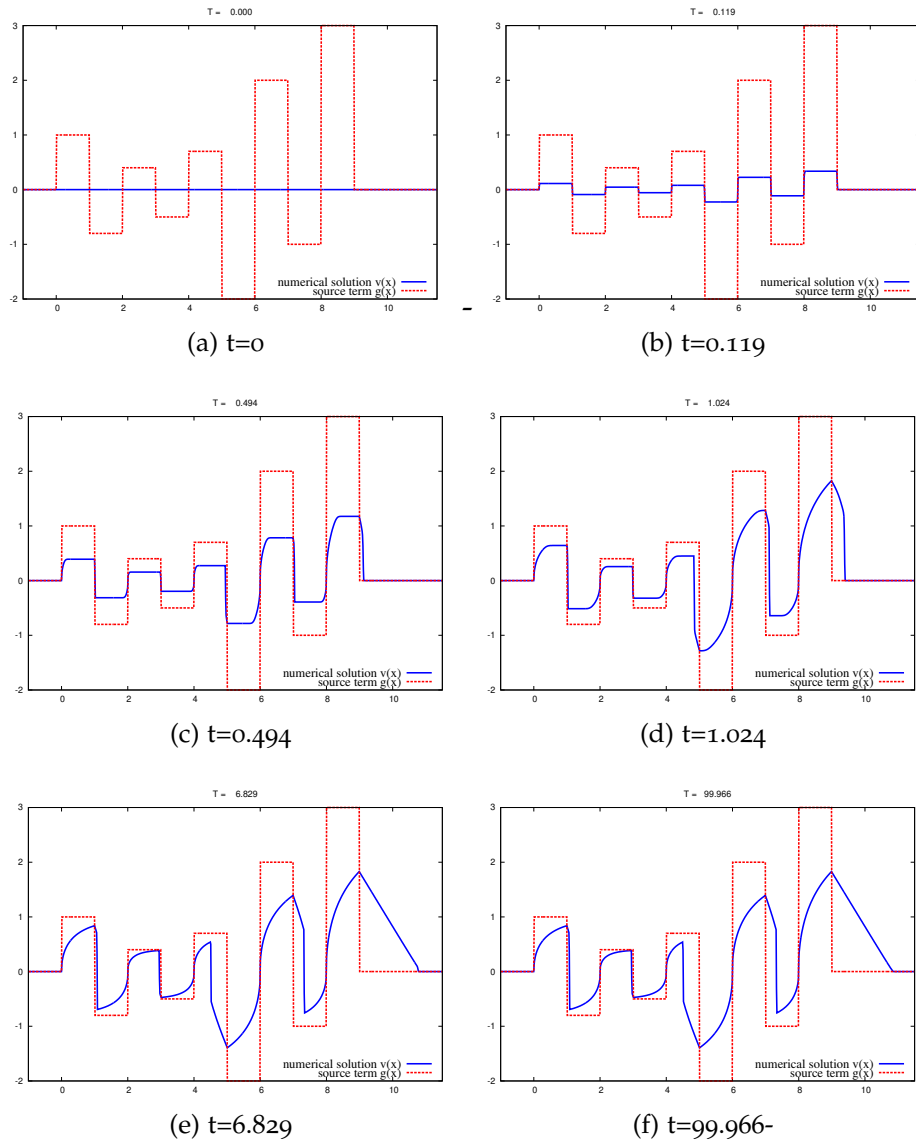 T = 0.000
3
2
1
0
-1
-2
numerical solution v(x)
source term g(x)
0 2 4 6 8 10
(a) t=0
-
T = 0.119
3
2
1
0
-1
-2
numerical solution v(x)
source term g(x)
0 2 4 6 8 10
(b) t=0.119
T = 0.494
3
2
1
0
-1
-2
numerical solution v(x)
source term g(x)
0 2 4 6 8 10
(c) t=0.494
T = 1.024
3
2
1
0
-1
-2
numerical solution v(x)
source term g(x)
0 2 4 6 8 10
(d) t=1.024
T = 6.829
3
2
1
0
-1
-2
numerical solution v(x)
source term g(x)
0 2 4 6 8 10
(e) t=6.829
T = 99.966
3
2
1
0
-1
-2
numerical solution v(x)
source term g(x)
0 2 4 6 8 10
(f) t=99.966-